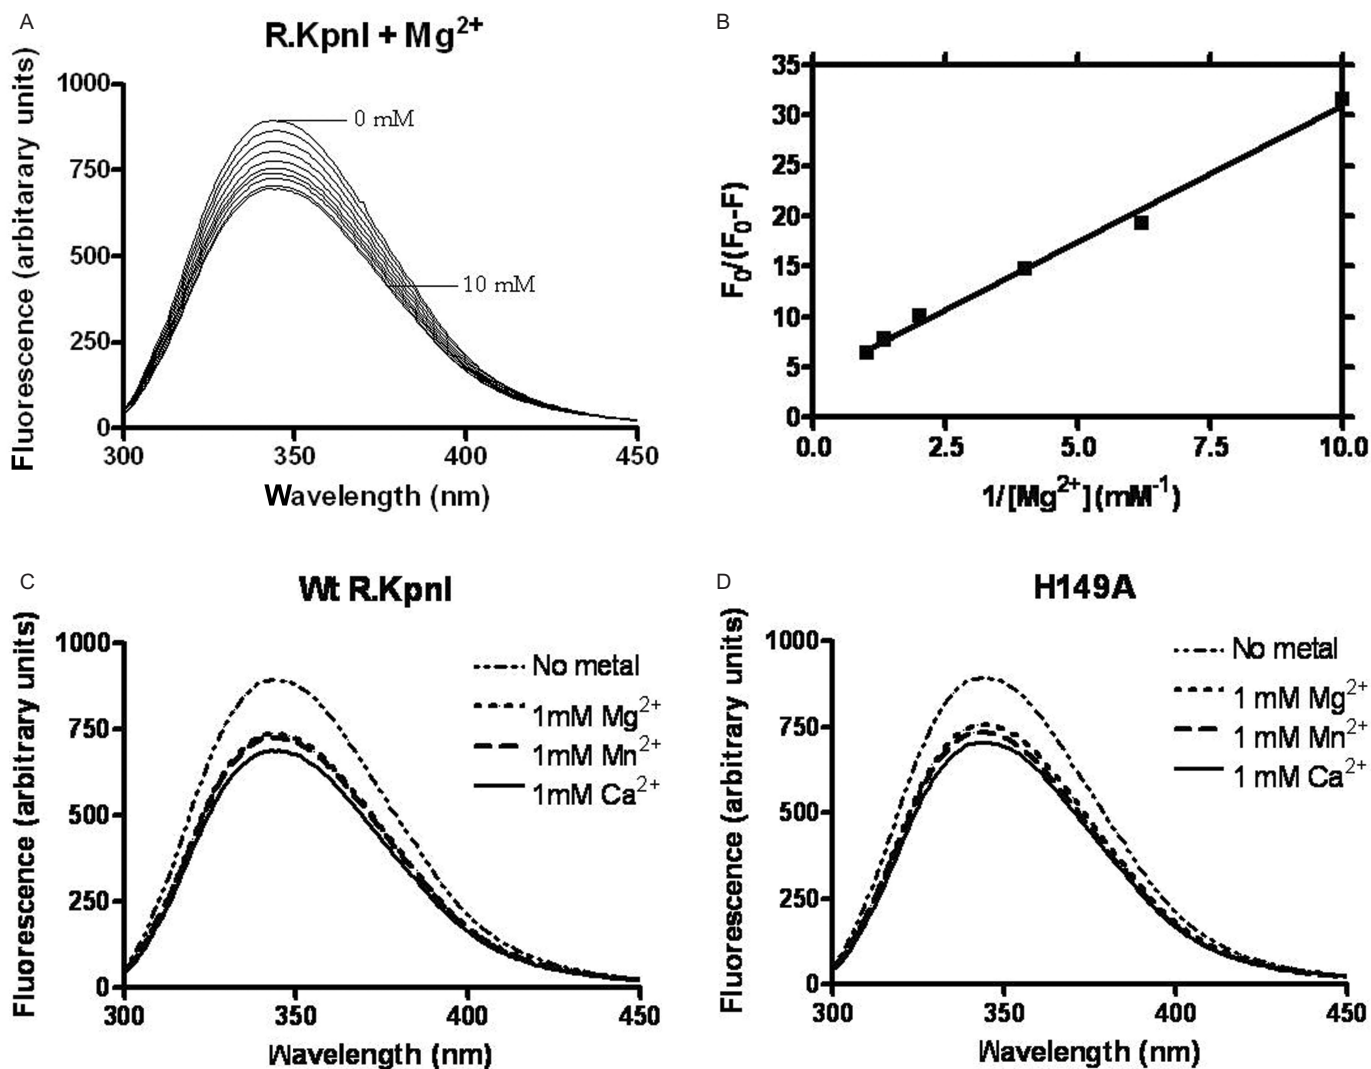 A
R.KpnI + Mg²⁺
Fluorescence (arbitarary units)
1000
750
500
250
0
0 mM
10 mM
300
350
400
450
Wavelength (nm)
B
F₀/(F₀-F)
35
30
25
20
15
10
5
0
0.0
2.5
5.0
7.5
10.0
1/[Mg²⁺](mM⁻¹)
C
Wt R.KpnI
Fluorescence (arbitrary units)
1000
750
500
250
0
No metal
1mM Mg²⁺
1mM Mn²⁺
1mM Ca²⁺
300
350
400
450
Wavelength (nm)
D
H149A
Fluorescence (arbitrary units)
1000
750
500
250
0
No metal
1 mM Mg²⁺
1 mM Mn²⁺
1 mM Ca²⁺
300
350
400
450
Wavelength (nm)